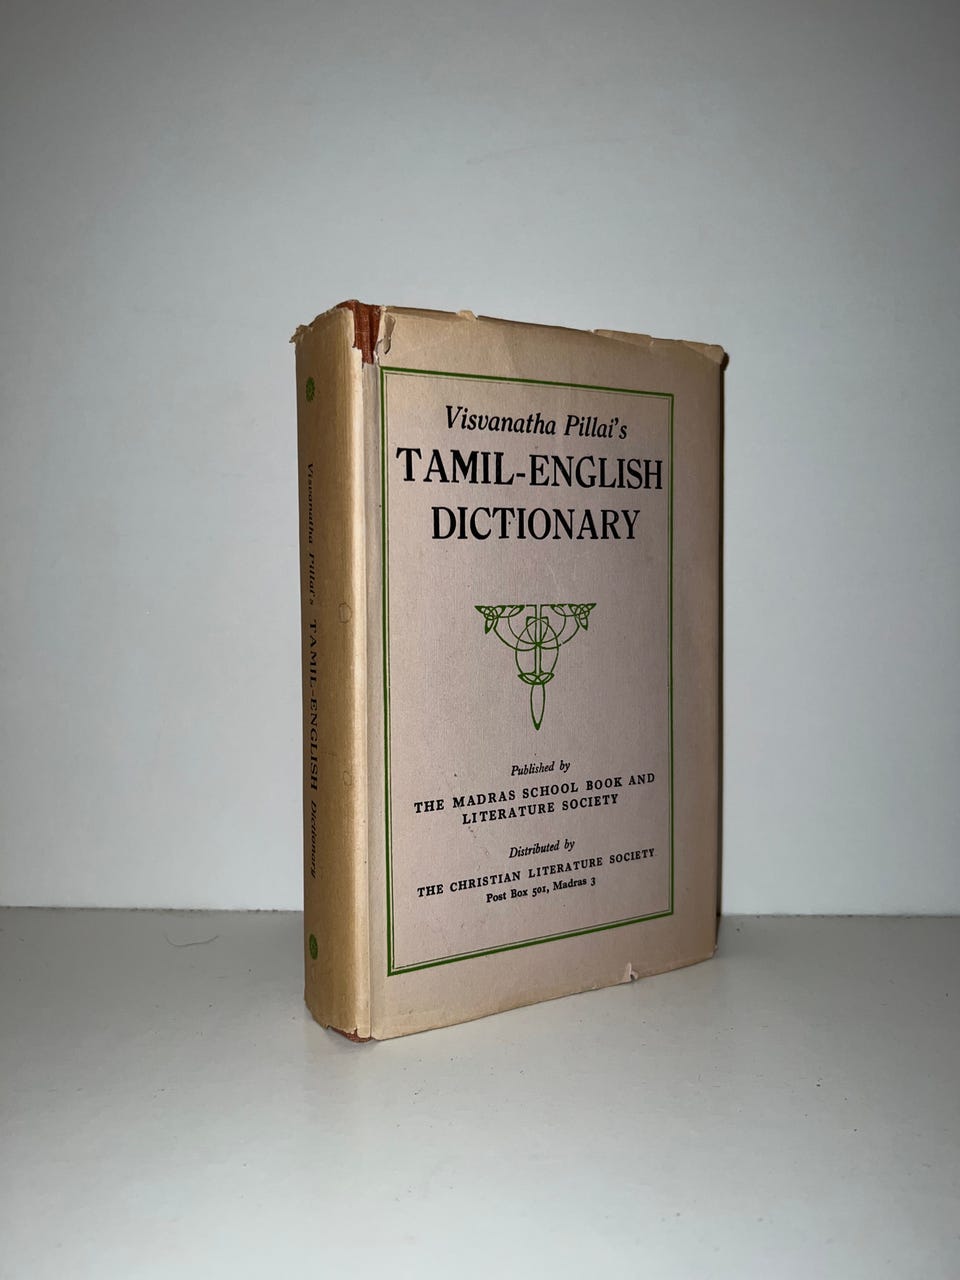 Visvanatha Pillai's TAMIL-ENGLISH Dictionary
Visvanatha Pillai's
TAMIL-ENGLISH
DICTIONARY
Published by
THE MADRAS SCHOOL BOOK AND
LITERATURE SOCIETY
Distributed by
THE CHRISTIAN LITERATURE SOCIETY
Post Box 501, Madras 3